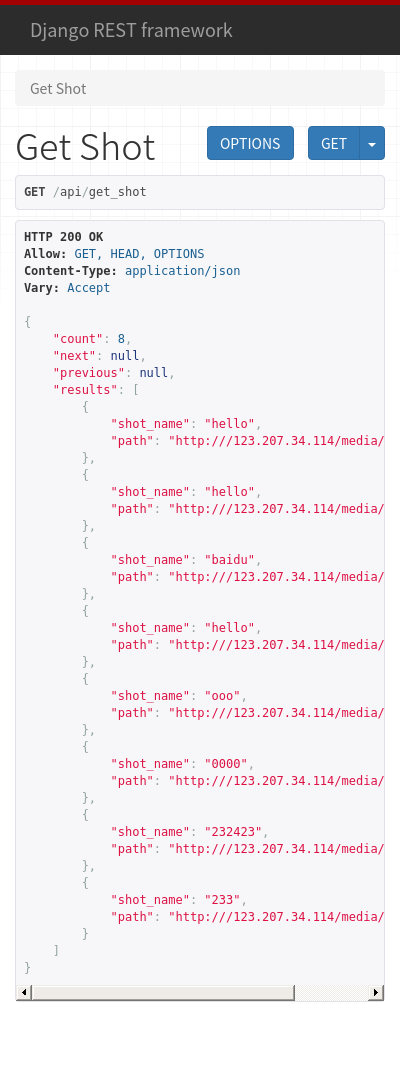 Django REST framework
Get Shot
Get Shot
OPTIONS
GET
GET /api/get_shot
HTTP 200 OK
Allow: GET, HEAD, OPTIONS
Content-Type: application/json
Vary: Accept
{
"count": 8,
"next": null,
"previous": null,
"results": [
{
"shot_name": "hello",
"path": "http:///123.207.34.114/media/
},
{
"shot_name": "hello",
"path": "http:///123.207.34.114/media/
},
{
"shot_name": "baidu",
"path": "http:///123.207.34.114/media/
},
{
"shot_name": "hello",
"path": "http:///123.207.34.114/media/
},
{
"shot_name": "ooo",
"path": "http:///123.207.34.114/media/
},
{
"shot_name": "0000",
"path": "http:///123.207.34.114/media/
},
{
"shot_name": "232423",
"path": "http:///123.207.34.114/media/
},
{
"shot_name": "233",
"path": "http:///123.207.34.114/media/
}
]
}